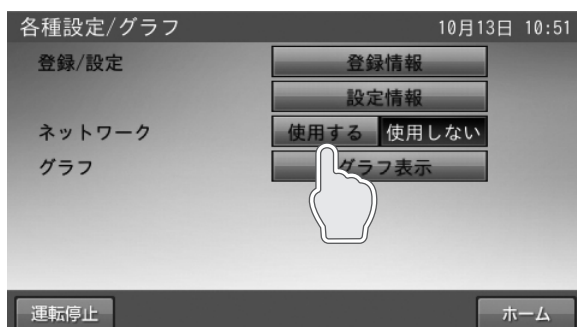 各種設定/グラフ 10月13日 10:51
登録/設定 登録情報
設定情報
ネットワーク 使用する 使用しない
グラフ グラフ表示
運転停止 ホーム